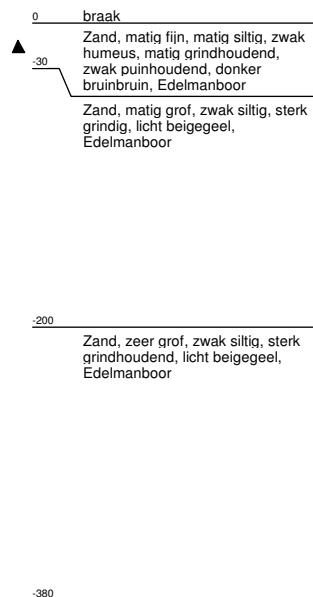 0 braak
Zand, matig fijn, matig siltig, zwak
humeus, matig grindhoudend,
-30
zwak puinhoudend, donker
bruinbruin, Edelmanboor
Zand, matig grof, zwak siltig, sterk
grindig, licht beigegeel,
Edelmanboor
-200
Zand, zeer grof, zwak siltig, sterk
grindhoudend, licht beigegeel,
Edelmanboor
-380